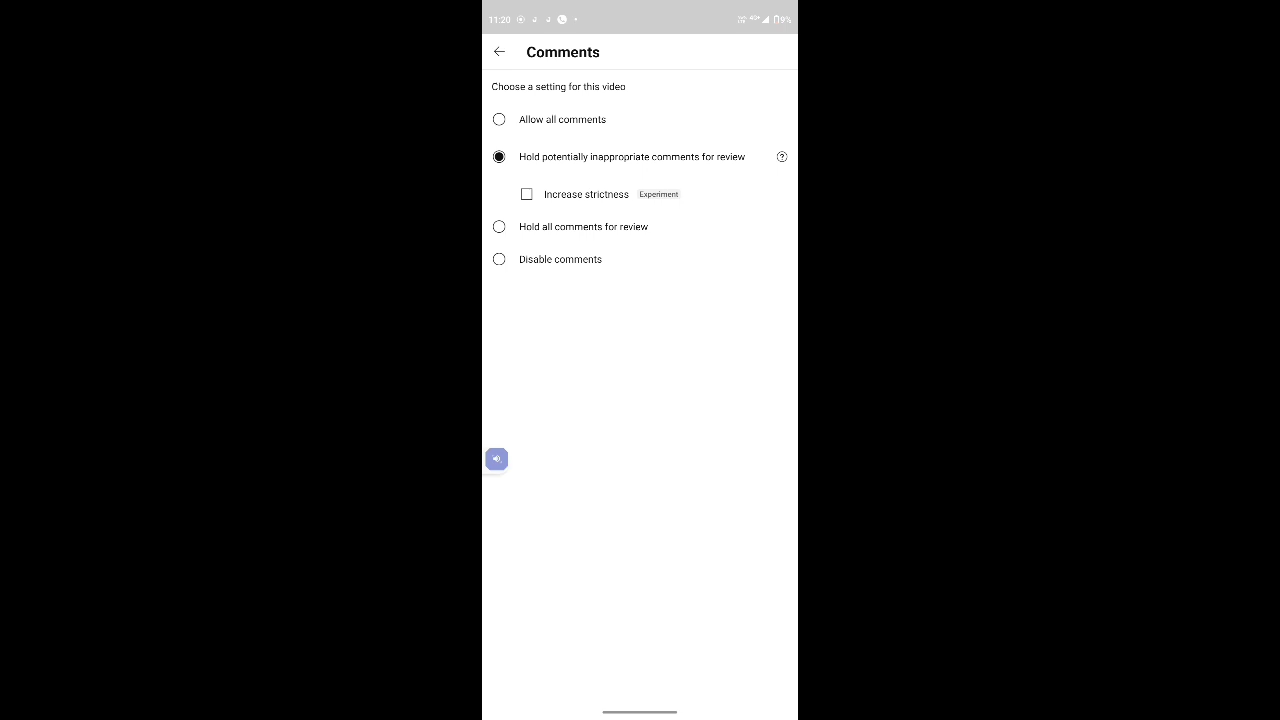 11:20
9%
Comments
Choose a setting for this video
Allow all comments
Hold potentially inappropriate comments for review
Increase strictness Experiment
Hold all comments for review
Disable comments